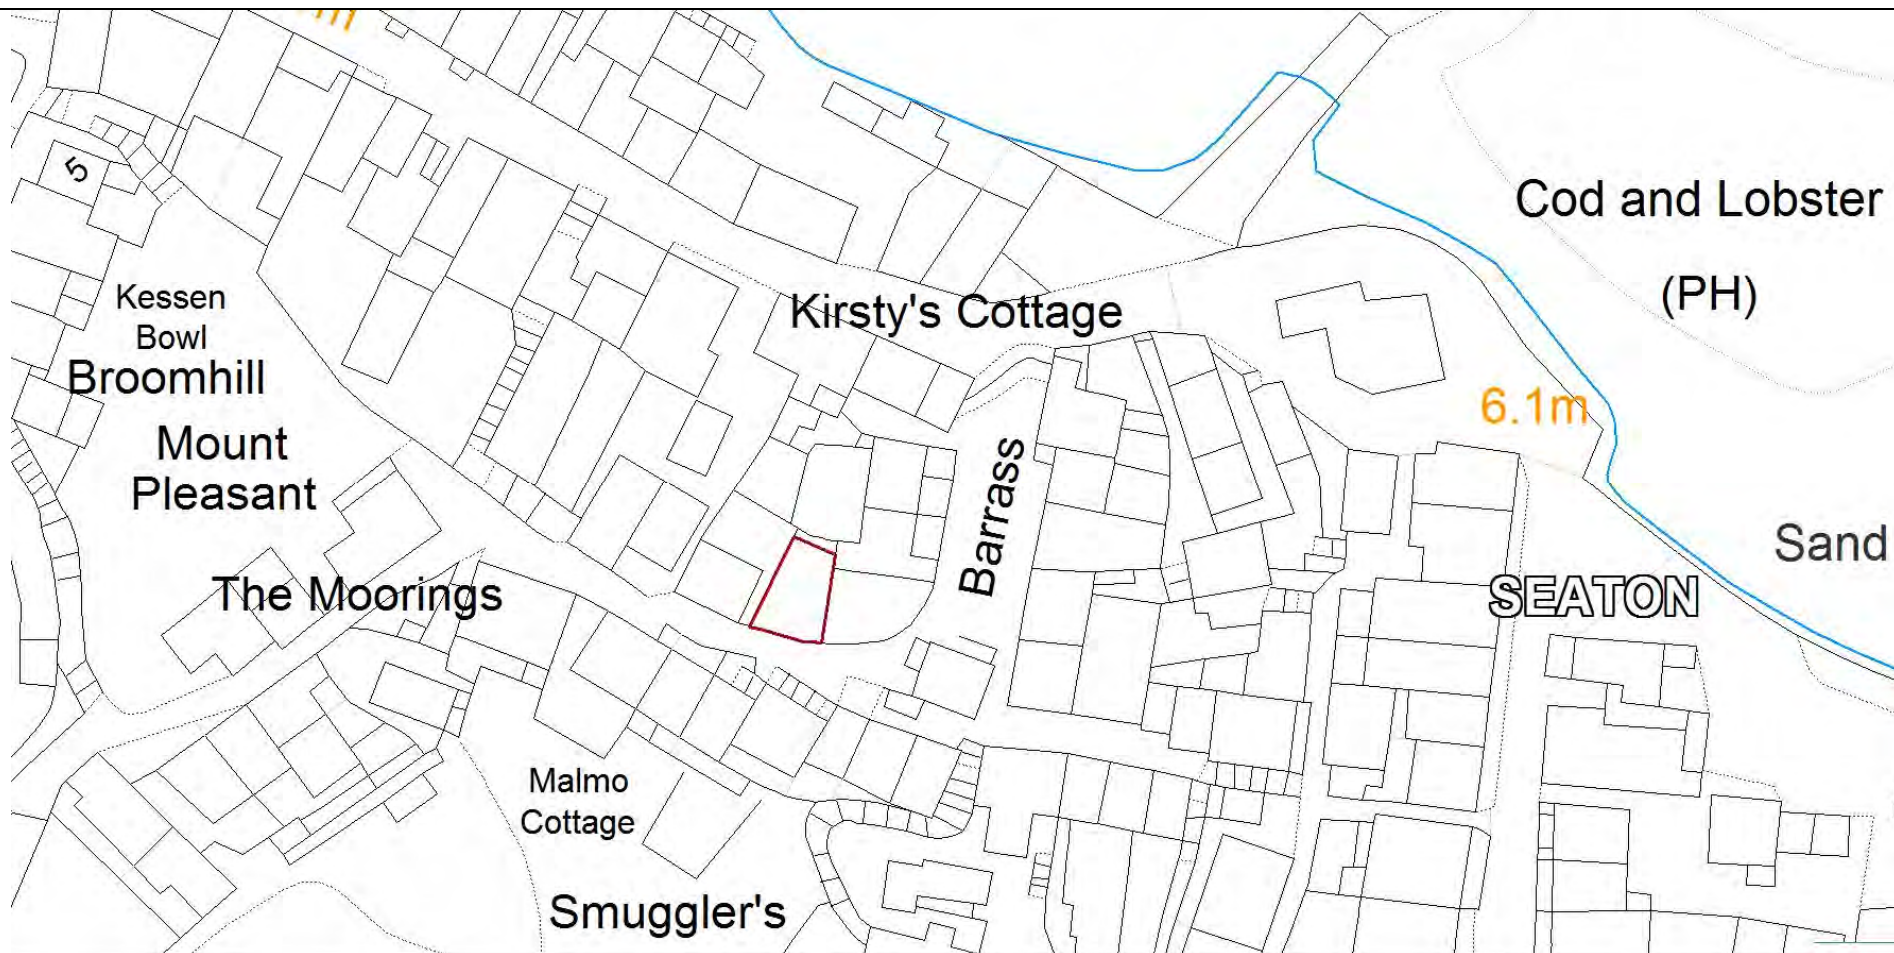 5
Cod and Lobster
(PH)
Kessen
Bowl
Kirsty's Cottage
Broomhill
6.1m
Mount
Pleasant
Barrass
Sand
The Moorings
SEATON
Malmo
Cottage
Smuggler's